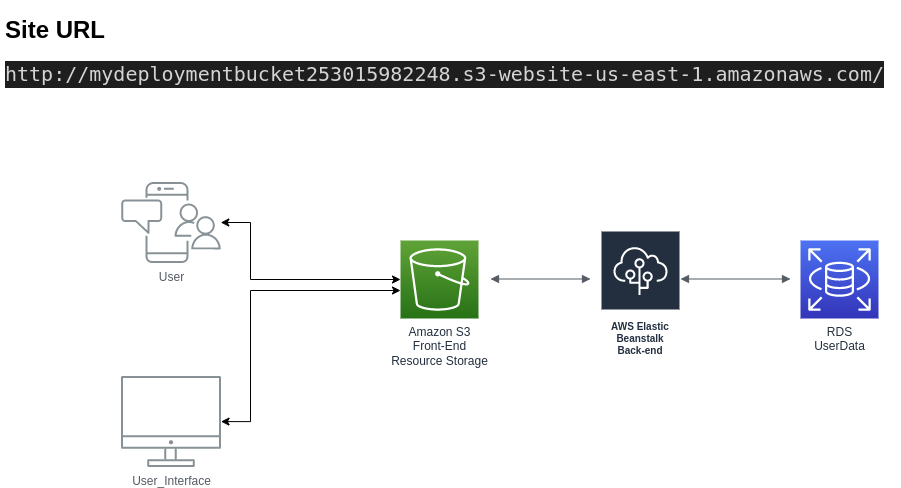 Site URL
http://mydeploymentbucket253015982248.s3-website-us-east-1.amazonaws.com/
User
Amazon S3
Front-End
Resource Storage
AWS Elastic
Beanstalk
Back-end
RDS
UserData
User_Interface